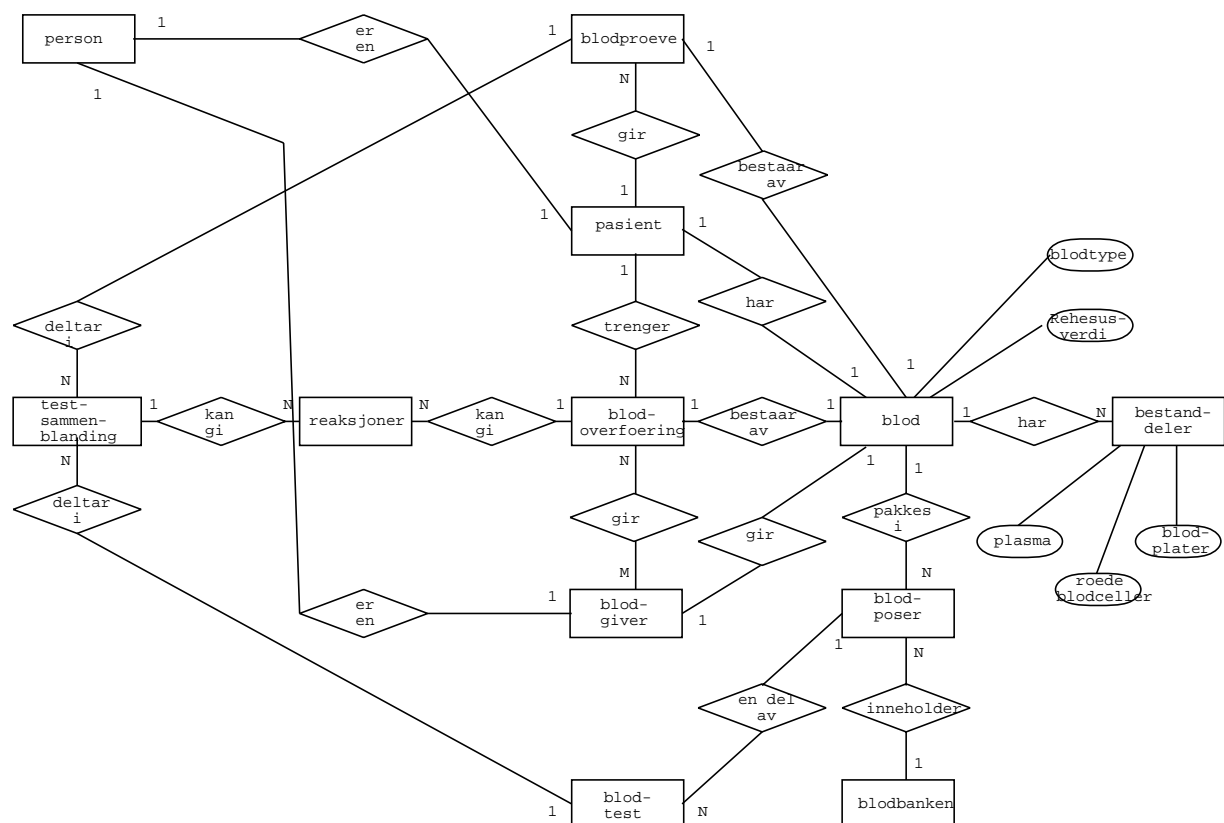 person
1
er
en
1
blodproeve
1
1
N
gir
1
bestaar
av
1
pasient
1
1
har
blodtype
Rehesus-
verdi
deltar
i
trenger
N
N
1
1
test-
sammen-
blanding
1
kan
gi
N
reaksjoner
N
kan
gi
1
blod-
overfoering
1
bestaar
av
1
blod
1
har
N
bestand-
deler
N
deltar
i
N
gir
M
1
1
gir
pakkes
i
plasma
blod-
plater
roede
blodceller
N
er
en
1
blod-
giver
1
blod-
poser
1
N
en del
av
inneholder
1
1
blod-
test
N
blodbanken